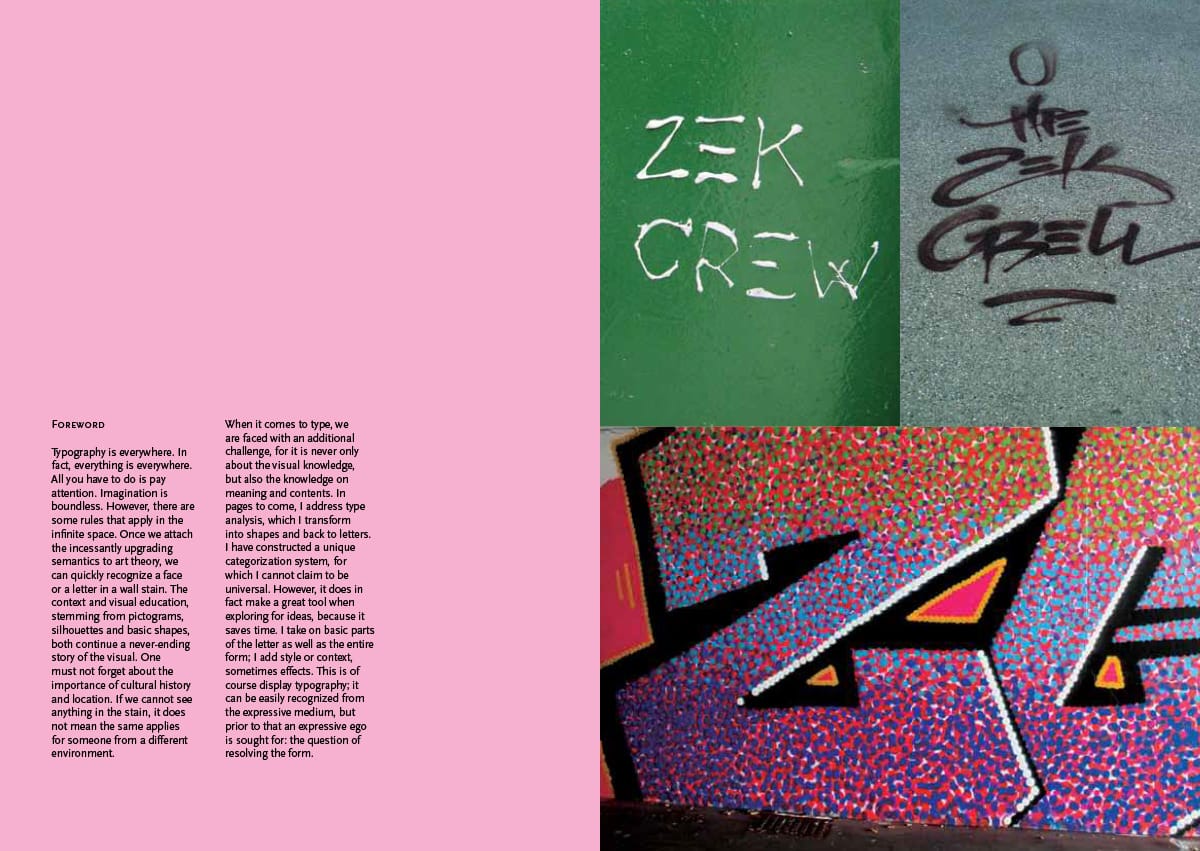 Foreword
Typography is everywhere. In
fact, everything is everywhere.
All you have to do is pay
attention. Imagination is
boundless. However, there are
some rules that apply in the
infinite space. Once we attach
the incessantly upgrading
semantics to art theory, we
can quickly recognize a face
or a letter in a wall stain. The
context and visual education,
stemming from pictograms,
silhouettes and basic shapes,
both continue a never-ending
story of the visual. One
must not forget about the
importance of cultural history
and location. If we cannot see
anything in the stain, it does
not mean the same applies
for someone from a different
environment.
When it comes to type, we
are faced with an additional
challenge, for it is never only
about the visual knowledge,
but also the knowledge on
meaning and contents. In
pages to come, I address type
analysis, which I transform
into shapes and back to letters.
I have constructed a unique
categorization system, for
which I cannot claim to be
universal. However, it does in
fact make a great tool when
exploring for ideas, because it
saves time. I take on basic parts
of the letter as well as the entire
form; I add style or context,
sometimes effects. This is of
course display typography; it
can be easily recognized from
the expressive medium, but
prior to that an expressive ego
is sought for: the question of
resolving the form.
ZEK
CREW
THE
ZEK
CREW